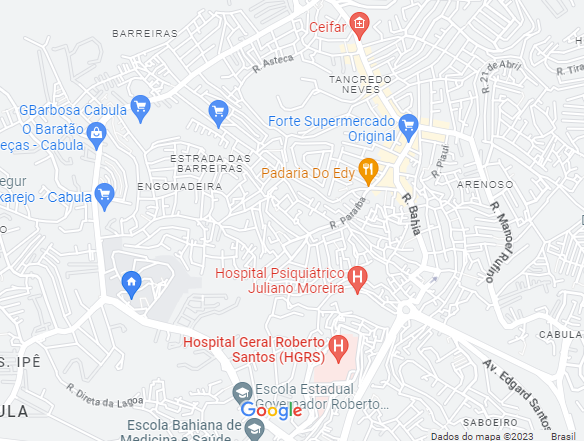 Ceifar
BARREIRAS
R. Asteca
TANCREDO
NEVES
R. 21 de Abril
R. Tira
GBarbosa Cabula
O Baratão
eças - Cabula
Forte Supermercado
Original
ESTRADA DAS
BARREIRAS
Padaria Do Edy
R. Piauí
egur
karejo - Cabula
ENGOMADEIRA
ARENOSO
R. Bahia
R. Paraíba
R. Manoel Rufino
Hospital Psiquiátrico
Juliano Moreira
Hospital Geral Roberto
Santos (HGRS)
CABULA
S. IPÊ
Av. Edgard Santos
R. Direta da Lagoa
Escola Estadual
Governador Roberto...
Google
ULA
Escola Bahiana de
Medicina e Saúde
SABOEIRO
Dados do mapa ©2023
Brasil